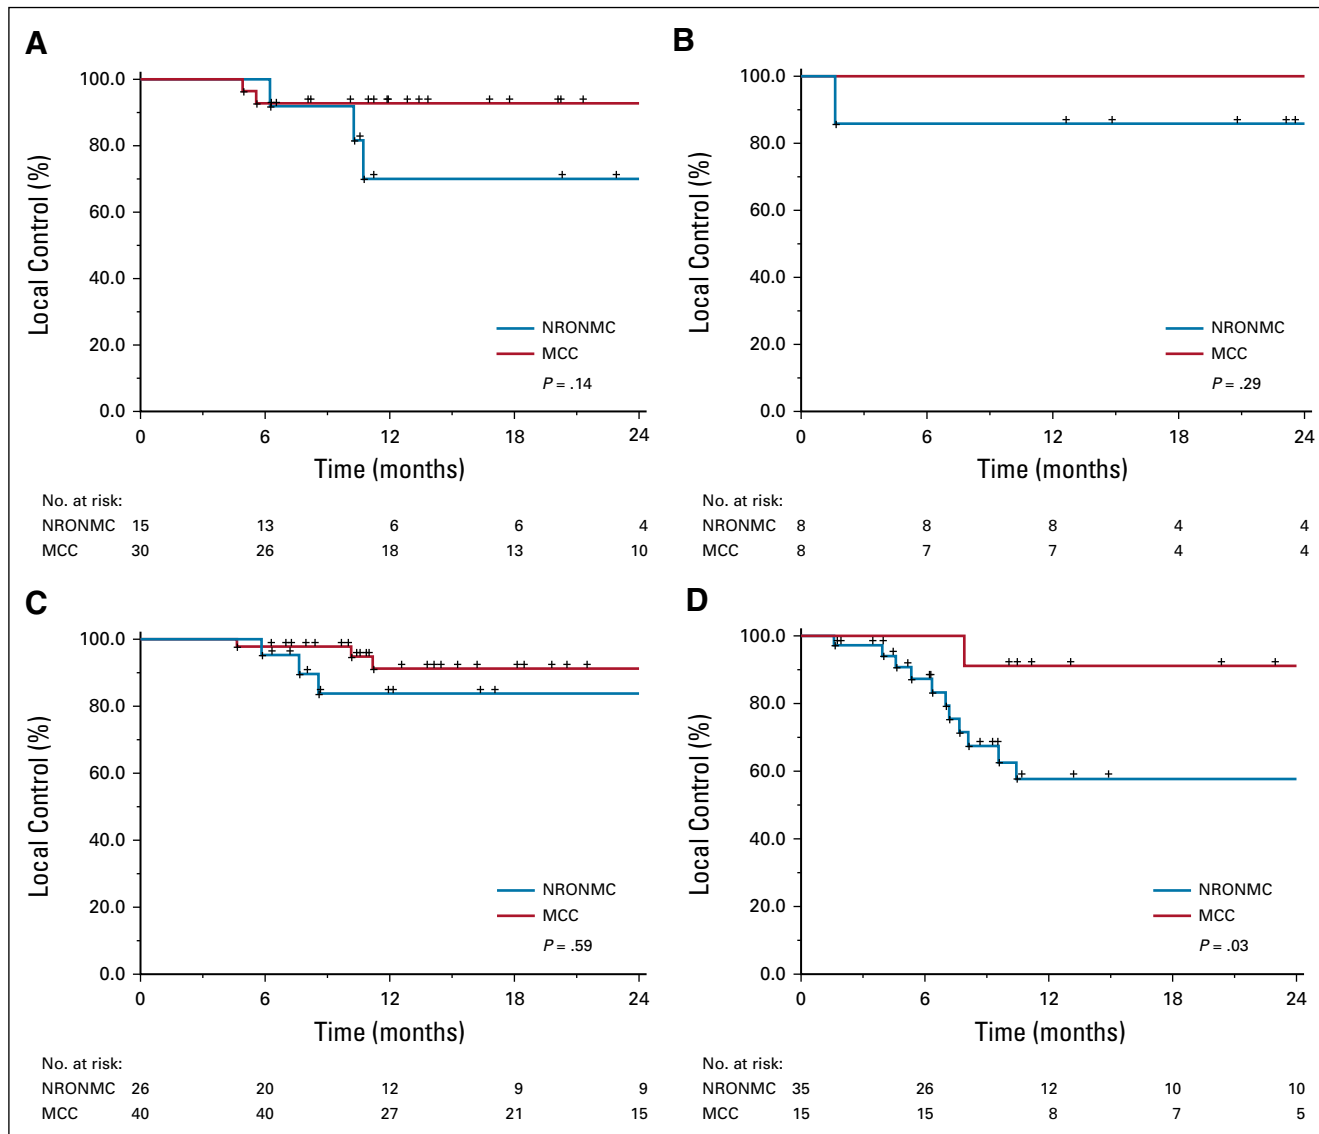 A
Local Control (%)
100.0
80.0
60.0
40.0
20.0
0.0
NRONMC
MCC
P = .14
0 6 12 18 24
Time (months)
No. at risk:
NRONMC 15 13 6 6 4
MCC 30 26 18 13 10
B
Local Control (%)
100.0
80.0
60.0
40.0
20.0
0.0
NRONMC
MCC
P = .29
0 6 12 18 24
Time (months)
No. at risk:
NRONMC 8 8 8 4 4
MCC 8 7 7 4 4
C
Local Control (%)
100.0
80.0
60.0
40.0
20.0
0.0
NRONMC
MCC
P = .59
0 6 12 18 24
Time (months)
No. at risk:
NRONMC 26 20 12 9 9
MCC 40 40 27 21 15
D
Local Control (%)
100.0
80.0
60.0
40.0
20.0
0.0
NRONMC
MCC
P = .03
0 6 12 18 24
Time (months)
No. at risk:
NRONMC 35 26 12 10 10
MCC 15 15 8 7 5